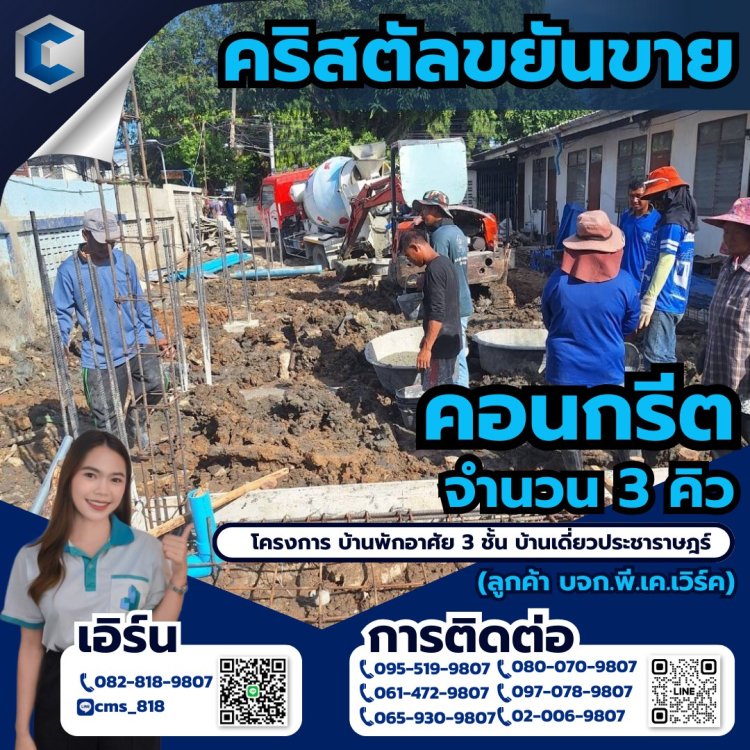 คริสตัลขยันขาย
คอนกรีต
จำนวน 3 คิว
โครงการ บ้านพักอาศัย 3 ชั้น บ้านเดี่ยวประชาราษฎร์
(ลูกค้า บจก.พี.เค.เวิร์ค)
เอิร์น
082-818-9807
LINE cms_818
การติดต่อ
095-519-9807 080-070-9807
061-472-9807 097-078-9807
065-930-9807 02-006-9807
LINE